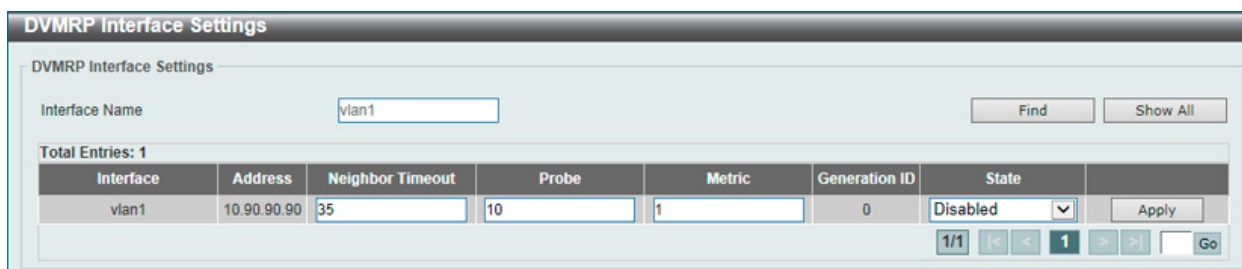 DVMRP Interface Settings
DVMRP Interface Settings
Interface Name vlan1 Find Show All
Total Entries: 1
Interface Address Neighbor Timeout Probe Metric Generation ID State
vlan1 10.90.90.90 35 10 1 0 Disabled Apply
1/1 |< < 1 > >| Go